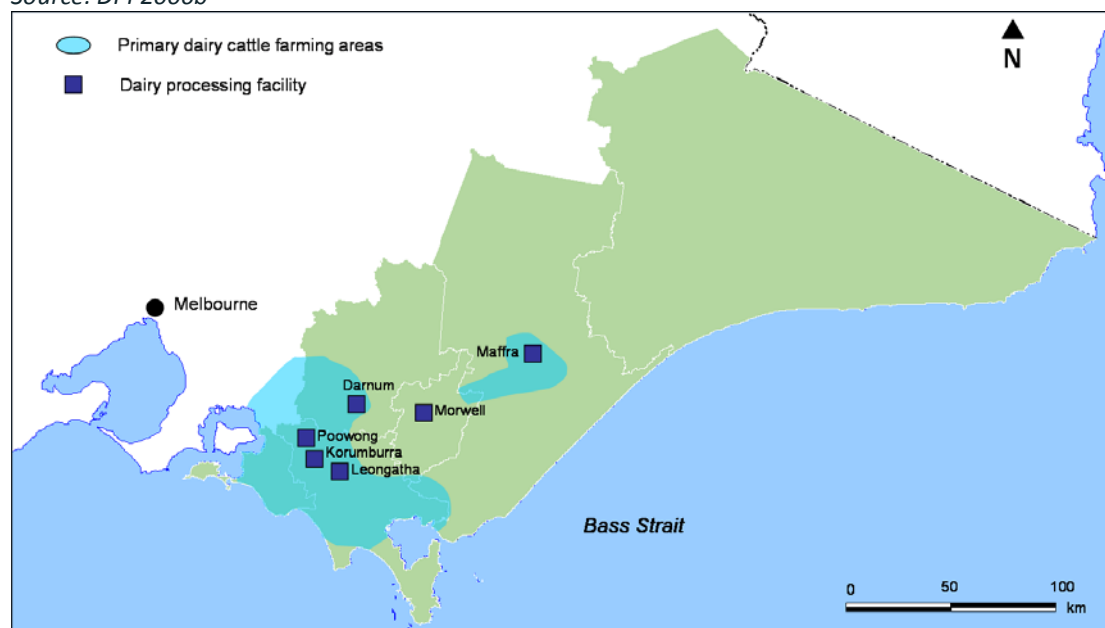 Primary dairy cattle farming areas
Dairy processing facility
N
Melbourne
Maffra
Darnum
Morwell
Poowong
Korumburra
Leongatha
Bass Strait
0 50 100
km